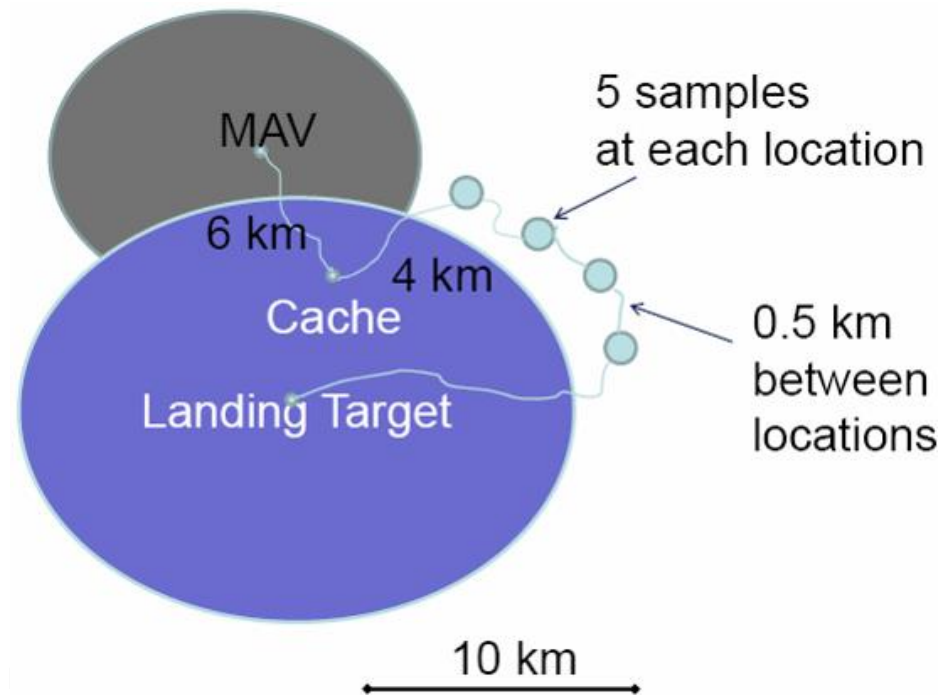 MAV
5 samples
at each location
6 km
4 km
Cache
0.5 km
between
locations
Landing Target
10 km